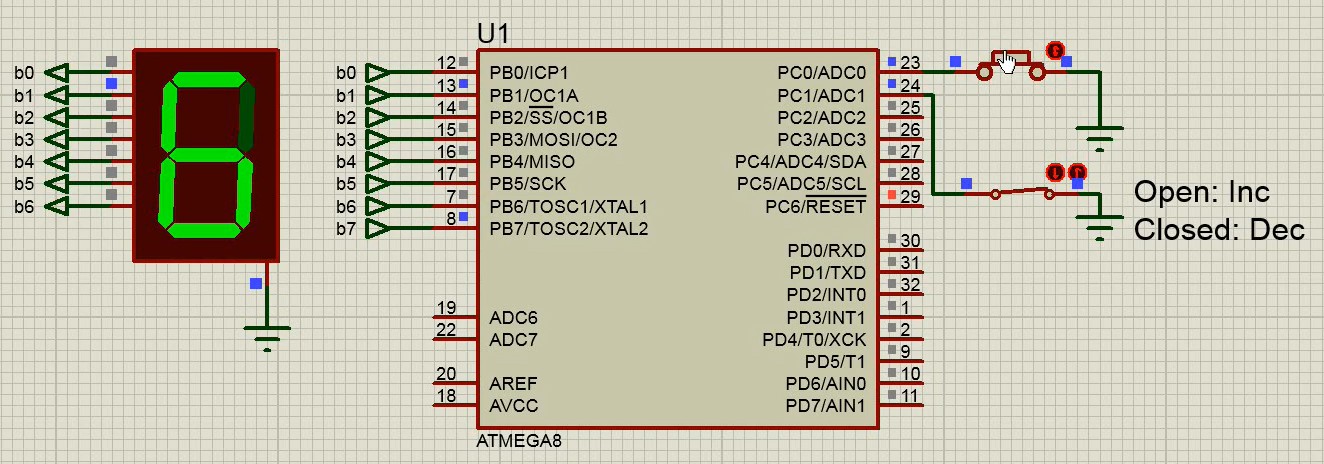 U1
b0
b1
b2
b3
b4
b5
b6
b0
b1
b2
b3
b4
b5
b6
b7
12
13
14
15
16
17
7
8
19
22
20
18
PB0/ICP1
PB1/OC1A
PB2/SS/OC1B
PB3/MOSI/OC2
PB4/MISO
PB5/SCK
PB6/TOSC1/XTAL1
PB7/TOSC2/XTAL2
ADC6
ADC7
AREF
AVCC
PC0/ADC0
PC1/ADC1
PC2/ADC2
PC3/ADC3
PC4/ADC4/SDA
PC5/ADC5/SCL
PC6/RESET
PD0/RXD
PD1/TXD
PD2/INT0
PD3/INT1
PD4/T0/XCK
PD5/T1
PD6/AIN0
PD7/AIN1
23
24
25
26
27
28
29
30
31
32
1
2
9
10
11
ATMEGA8
Open: Inc
Closed: Dec
6